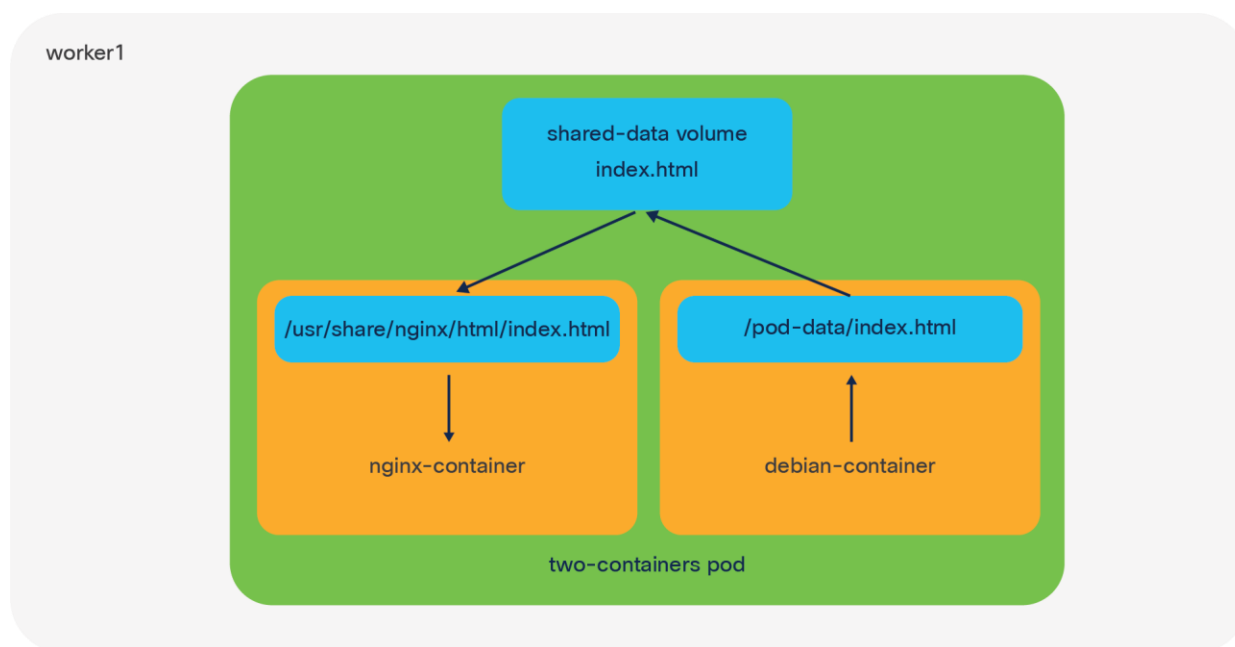 worker1
shared-data volume
index.html
/usr/share/nginx/html/index.html
/pod-data/index.html
nginx-container
debian-container
two-containers pod